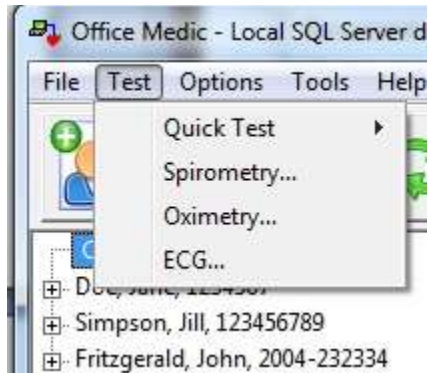 Office Medic - Local SQL Server d
File Test Options Tools Help
Quick Test
Spirometry...
Oximetry...
ECG...
Simpson, Jill, 123456789
Fritzgerald, John, 2004-232334